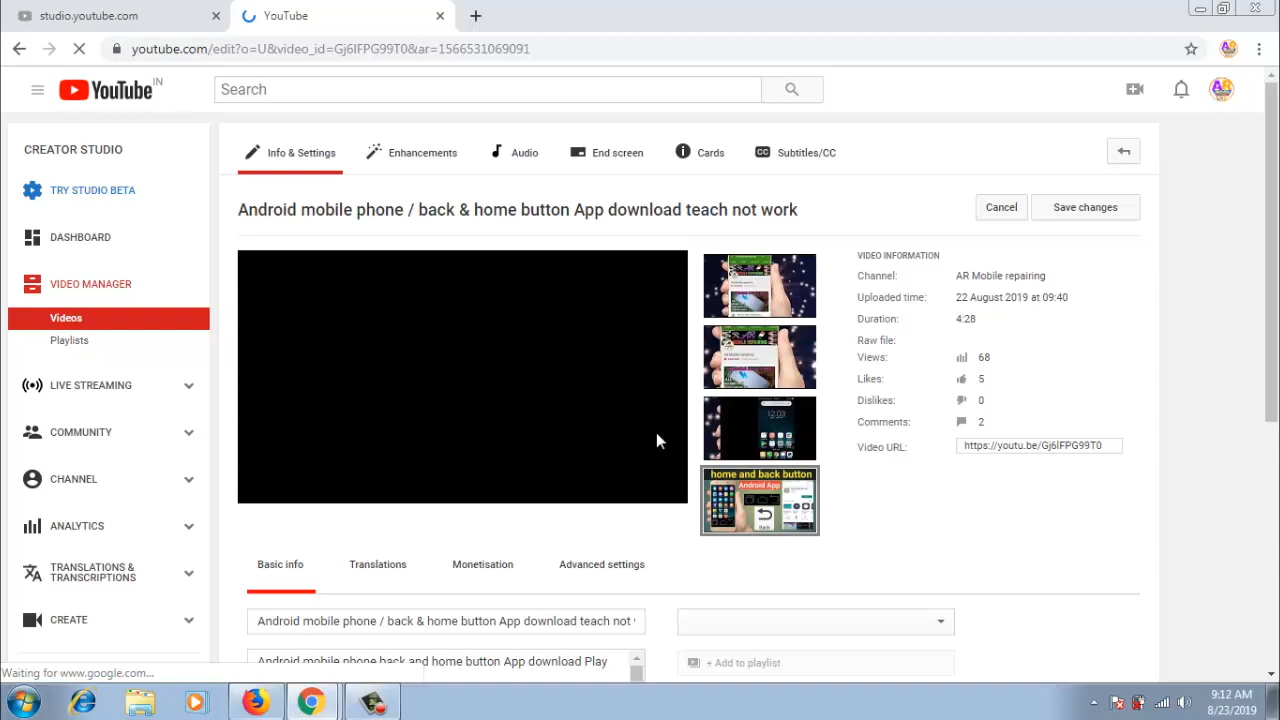 studio.youtube.com
YouTube
youtube.com/edit?o=U&video_id=Gj6lFPG99T0&ar=1566531069091
YouTube IN
Search
CREATOR STUDIO
TRY STUDIO BETA
DASHBOARD
VIDEO MANAGER
Videos
Playlists
LIVE STREAMING
COMMUNITY
CHANNEL
ANALYTICS
TRANSLATIONS &
TRANSCRIPTIONS
CREATE
Info & Settings
Enhancements
Audio
End screen
Cards
CC Subtitles/CC
Android mobile phone / back & home button App download teach not work
Cancel
Save changes
home and back button
Android App
Back
VIDEO INFORMATION
Channel: AR Mobile repairing
Uploaded time: 22 August 2019 at 09:40
Duration: 4:28
Raw file:
Views: 68
Likes: 5
Dislikes: 0
Comments: 2
Video URL: https://youtu.be/Gj6lFPG99T0
Basic info
Translations
Monetisation
Advanced settings
Android mobile phone / back & home button App download teach not
Android mobile phone back and home button App download Play
+ Add to playlist
Waiting for www.google.com...
9:12 AM
8/23/2019